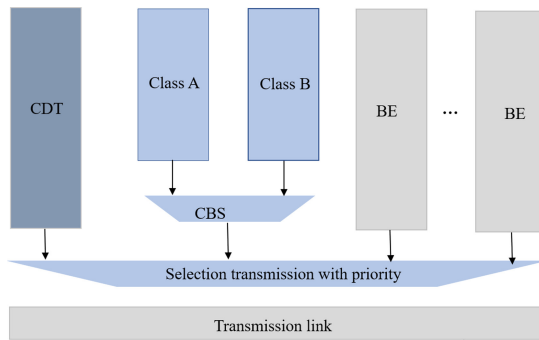 CDT
Class A
Class B
BE
...
BE
CBS
Selection transmission with priority
Transmission link